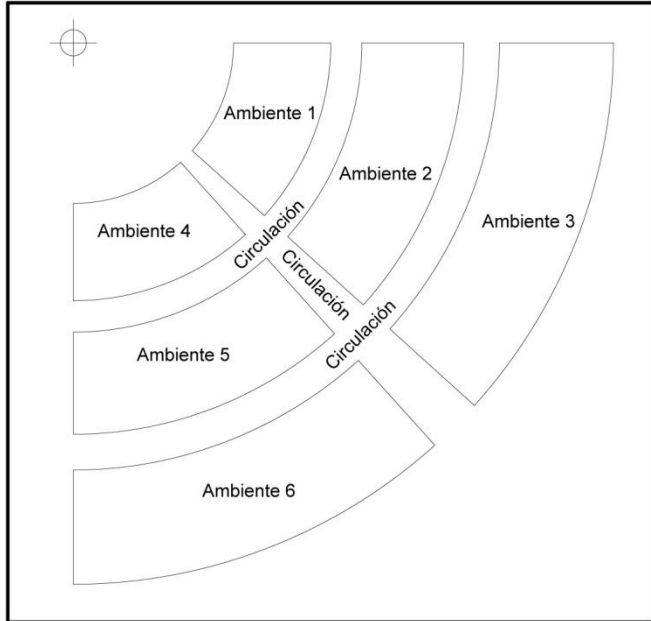 Ambiente 1
Ambiente 2
Ambiente 3
Ambiente 4
Circulación
Circulación
Circulación
Ambiente 5
Ambiente 6